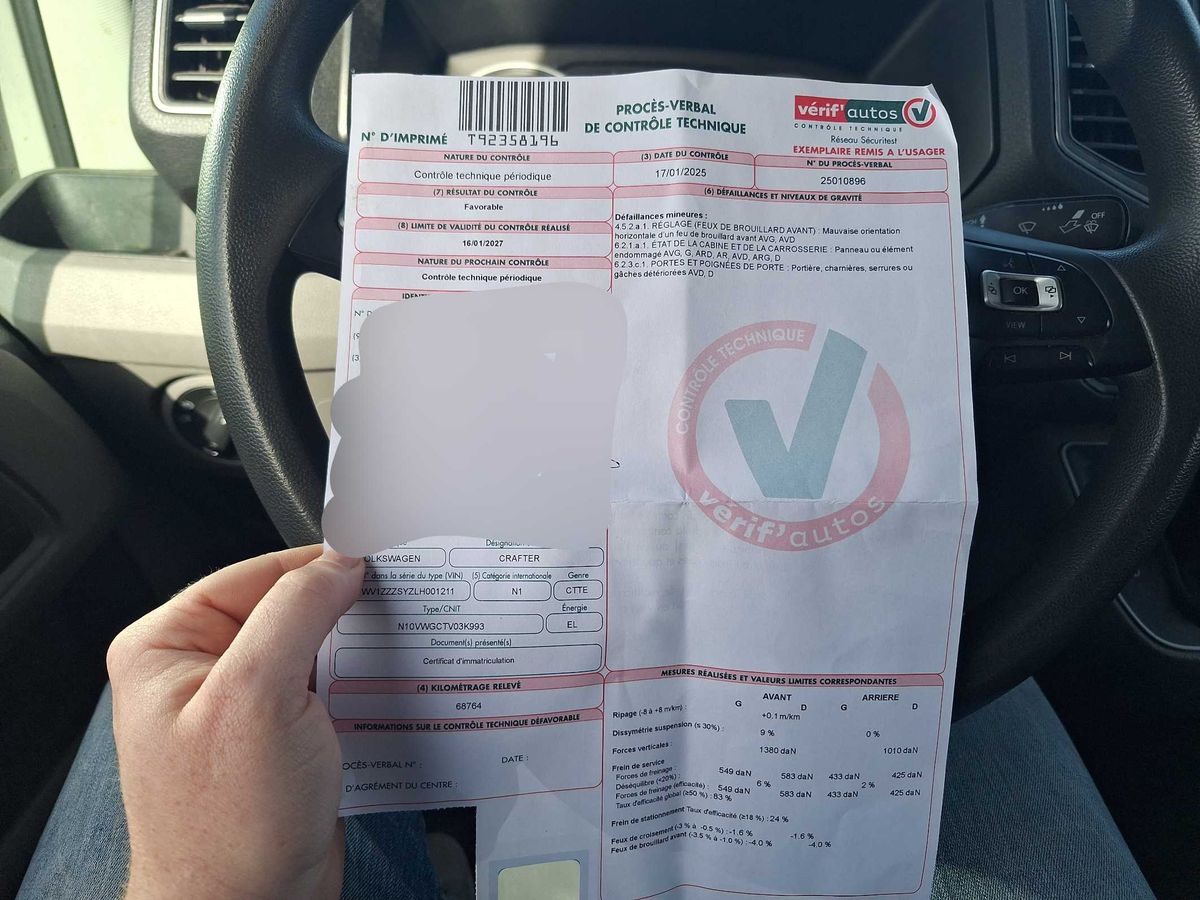 T92358196
N° D'IMPRIMÉ
PROCÈS-VERBAL
DE CONTRÔLE TECHNIQUE
vérif'autos
CONTRÔLE TECHNIQUE
Réseau Sécuritest
EXEMPLAIRE REMIS A L'USAGER
NATURE DU CONTRÔLE
Contrôle technique périodique
(3) DATE DU CONTRÔLE
17/01/2025
N° DU PROCÈS-VERBAL
25010896
(7) RÉSULTAT DU CONTRÔLE
Favorable
(8) LIMITE DE VALIDITÉ DU CONTRÔLE RÉALISÉ
16/01/2027
NATURE DU PROCHAIN CONTRÔLE
Contrôle technique périodique
(6) DÉFAILLANCES ET NIVEAUX DE GRAVITÉ
Défaillances mineures :
4.5.2.a.1. RÉGLAGE (FEUX DE BROUILLARD AVANT) : Mauvaise orientation
horizontale d'un feu de brouillard avant AVG, AVD
6.2.1.a.1. ÉTAT DE LA CABINE ET DE LA CARROSSERIE : Panneau ou élément
endommagé AVG, G, ARD, AR, AVD, ARG, D
6.2.3.c.1. PORTES ET POIGNÉES DE PORTE : Portière, charnières, serrures ou
gâches détériorées AVD, D
CONTRÔLE TECHNIQUE
vérif'autos
OLKSWAGEN
CRAFTER
dans la série du type (VIN)
(5) Catégorie internationale
Genre
WV1ZZZSYZLH001211
N1
CTTE
Type/CNIT
Énergie
N10VWGCTV03K993
EL
Document(s) présenté(s)
Certificat d'immatriculation
(4) KILOMÉTRAGE RELEVÉ
68764
INFORMATIONS SUR LE CONTRÔLE TECHNIQUE DÉFAVORABLE
OCÈS-VERBAL N° :
DATE :
D'AGRÉMENT DU CENTRE :
MESURES RÉALISÉES ET VALEURS LIMITES CORRESPONDANTES
AVANT ARRIERE
G D G D
Ripage (-8 à +8 m/km) : +0,1 m/km
Dissymétrie suspension (≤ 30%) : 9 % 0 %
Forces verticales : 1380 daN 1010 daN
Frein de service
Forces de freinage : 549 daN 583 daN 433 daN 425 daN
Déséquilibre (<20%) : 6 % 2 %
Forces de freinage (efficacité) : 549 daN 583 daN 433 daN 425 daN
Taux d'efficacité global (≥50 %) : 83 %
Frein de stationnement Taux d'efficacité (≥18 %) : 24 %
Feux de croisement (-3 % à -0.5 %) : -1.6 % -1.6 %
Feux de brouillard avant (-3.5 % à -1.0 %) : -4.0 % -4.0 %
OFF
OK
VIEW